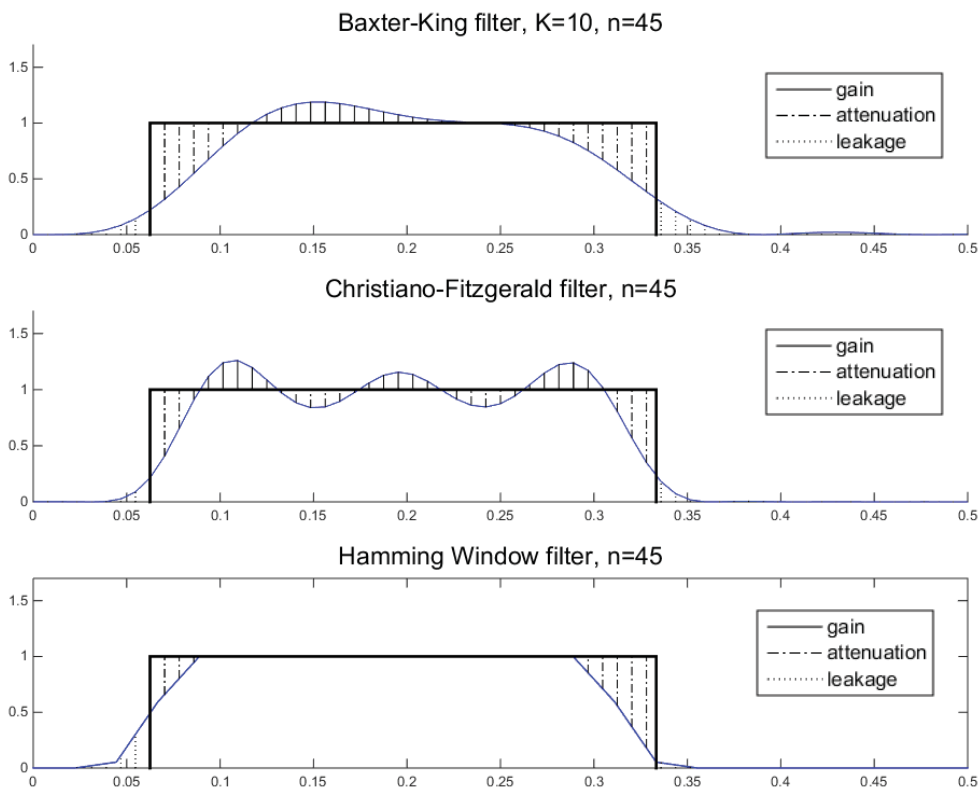 Baxter-King filter, K=10, n=45
1.5
1
0.5
0
gain
attenuation
leakage
0 0.05 0.1 0.15 0.2 0.25 0.3 0.35 0.4 0.45 0.5
Christiano-Fitzgerald filter, n=45
1.5
1
0.5
0
gain
attenuation
leakage
0 0.05 0.1 0.15 0.2 0.25 0.3 0.35 0.4 0.45 0.5
Hamming Window filter, n=45
1.5
1
0.5
0
gain
attenuation
leakage
0 0.05 0.1 0.15 0.2 0.25 0.3 0.35 0.4 0.45 0.5